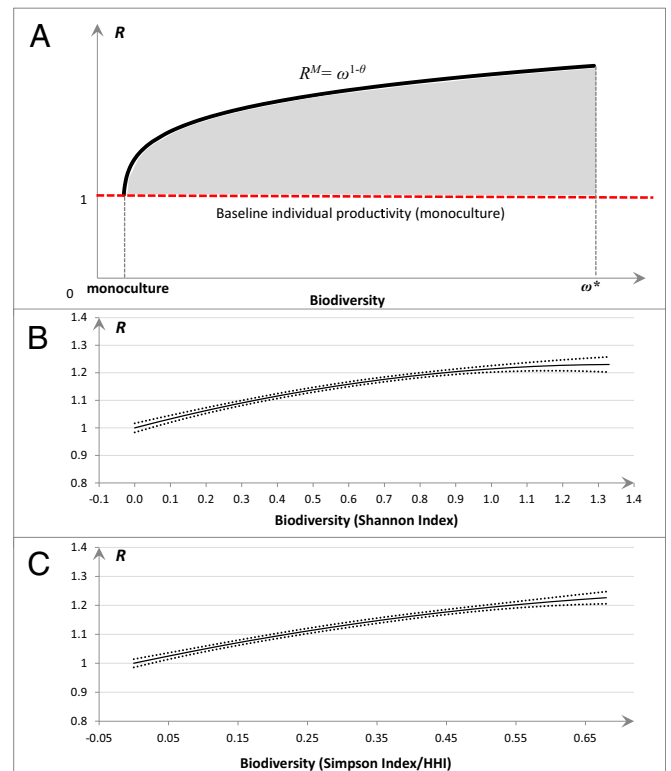 A
R
R^M= ω^{1-θ}
1
Baseline individual productivity (monoculture)
0
monoculture
Biodiversity
ω*
B
R
1.4
1.3
1.2
1.1
1
0.9
0.8
-0.1 0.0 0.1 0.2 0.3 0.4 0.5 0.6 0.7 0.8 0.9 1.0 1.1 1.2 1.3 1.4
Biodiversity (Shannon Index)
C
R
1.4
1.3
1.2
1.1
1
0.9
0.8
-0.05 0.05 0.15 0.25 0.35 0.45 0.55 0.65
Biodiversity (Simpson Index/HHI)